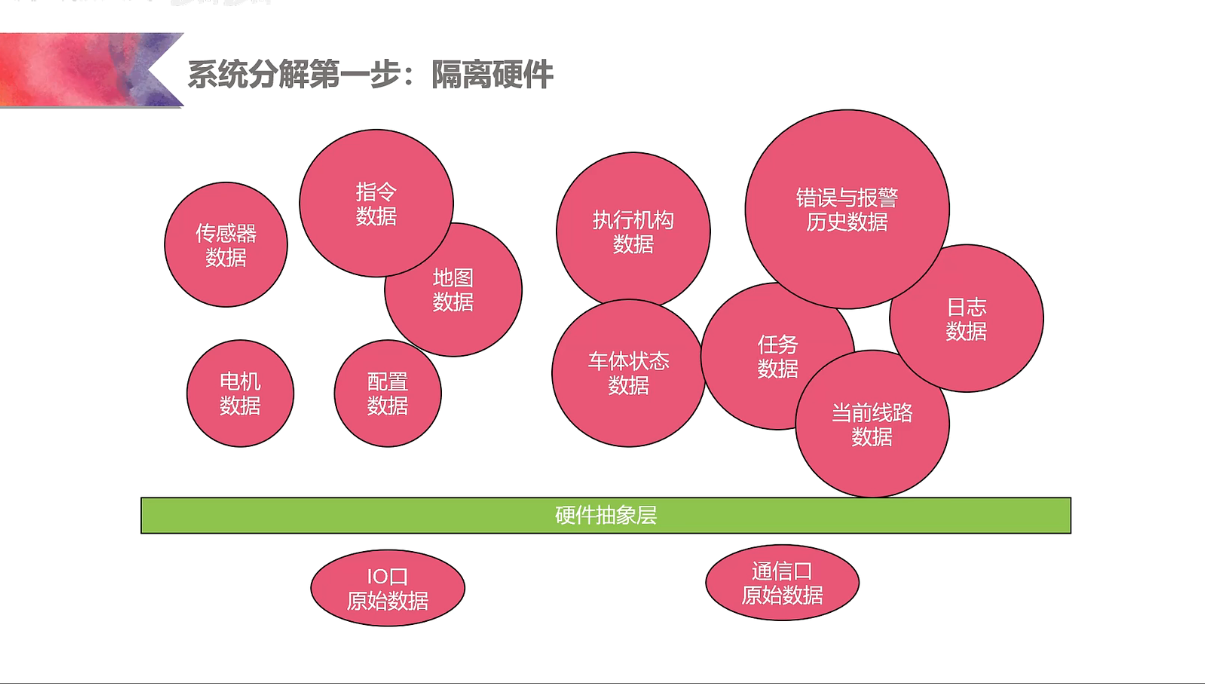 系统分解第一步：隔离硬件
传感器
数据
指令
数据
地图
数据
电机
数据
配置
数据
执行机构
数据
车体状态
数据
错误与报警
历史数据
任务
数据
日志
数据
当前线路
数据
硬件抽象层
IO口
原始数据
通信口
原始数据